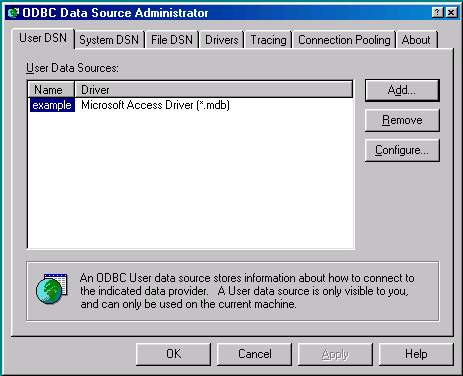 ODBC Data Source Administrator
User DSN System DSN File DSN Drivers Tracing Connection Pooling About
User Data Sources:
Name Driver
example Microsoft Access Driver (*.mdb)
Add...
Remove
Configure...
An ODBC User data source stores information about how to connect to
the indicated data provider. A User data source is only visible to you,
and can only be used on the current machine.
OK Cancel Apply Help